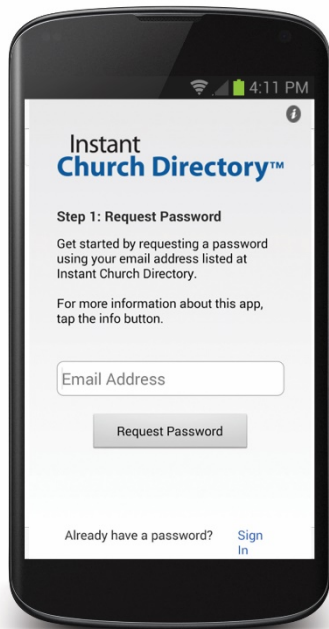 4:11 PM
i
Instant
Church Directory™
Step 1: Request Password
Get started by requesting a password
using your email address listed at
Instant Church Directory.
For more information about this app,
tap the info button.
Email Address
Request Password
Already have a password? Sign
In